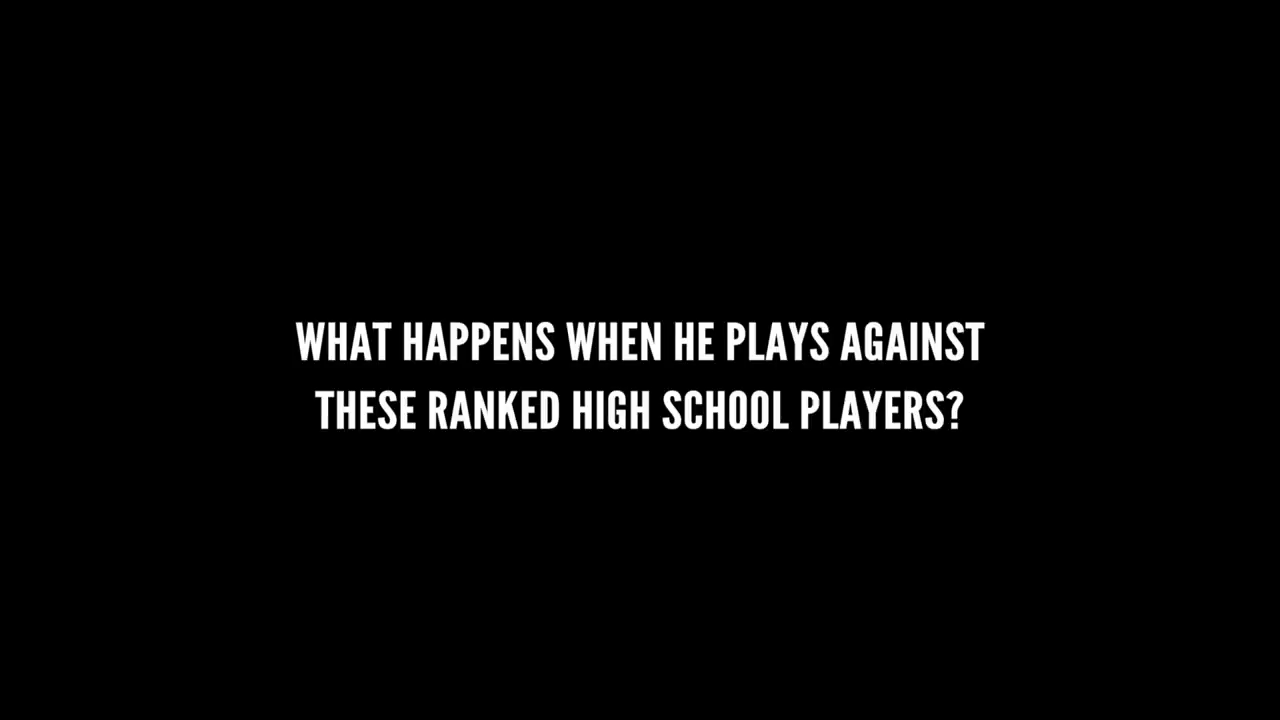 WHAT HAPPENS WHEN HE PLAYS AGAINST
THESE RANKED HIGH SCHOOL PLAYERS?